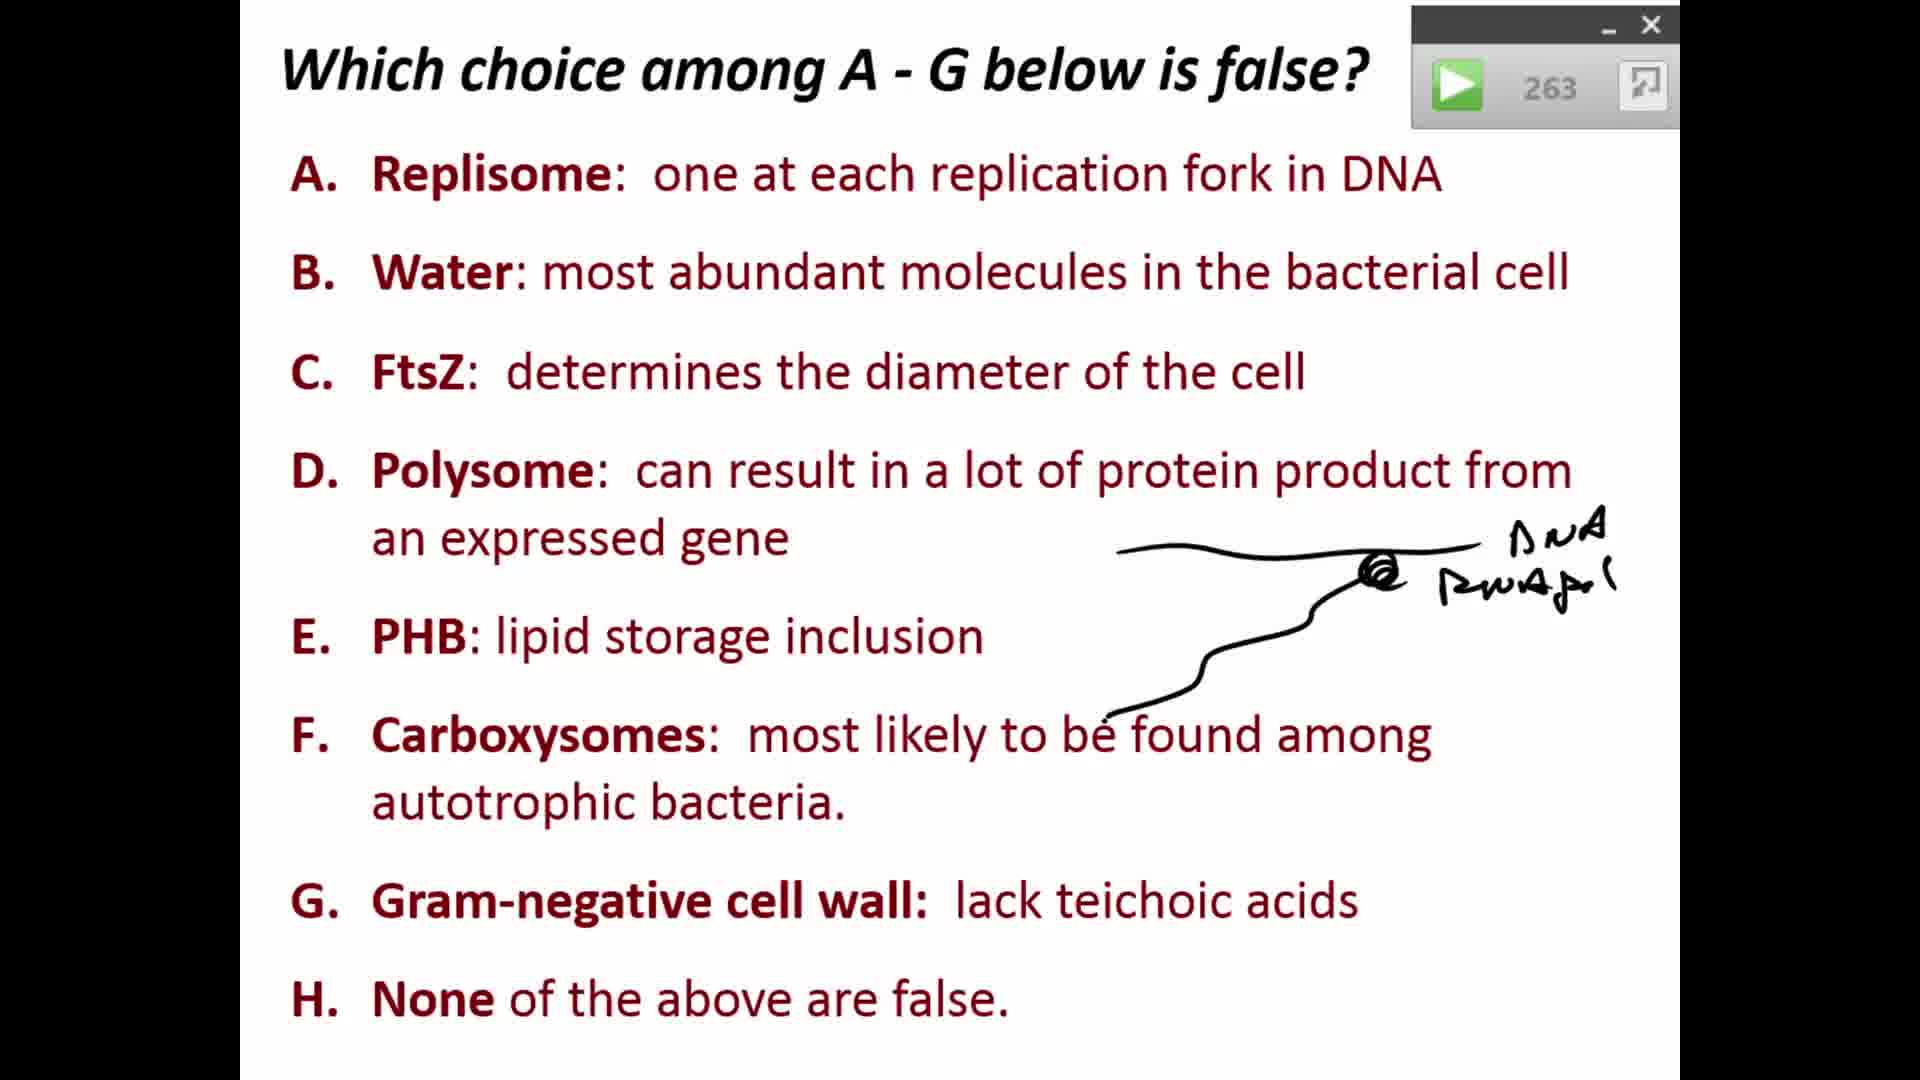 Which choice among A - G below is false?
263
A. Replisome: one at each replication fork in DNA
B. Water: most abundant molecules in the bacterial cell
C. FtsZ: determines the diameter of the cell
D. Polysome: can result in a lot of protein product from
an expressed gene
DNA
RNA pol
E. PHB: lipid storage inclusion
F. Carboxysomes: most likely to be found among
autotrophic bacteria.
G. Gram-negative cell wall: lack teichoic acids
H. None of the above are false.